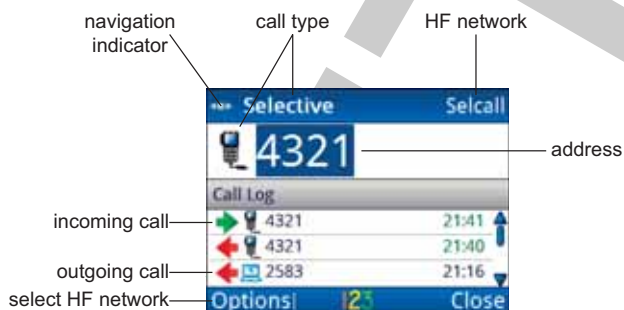 navigation indicator
call type
HF network
Selective Selcall
4321
address
Call Log
incoming call
4321 21:41
4321 21:40
outgoing call
2583 21:16
select HF network
Options 123 Close